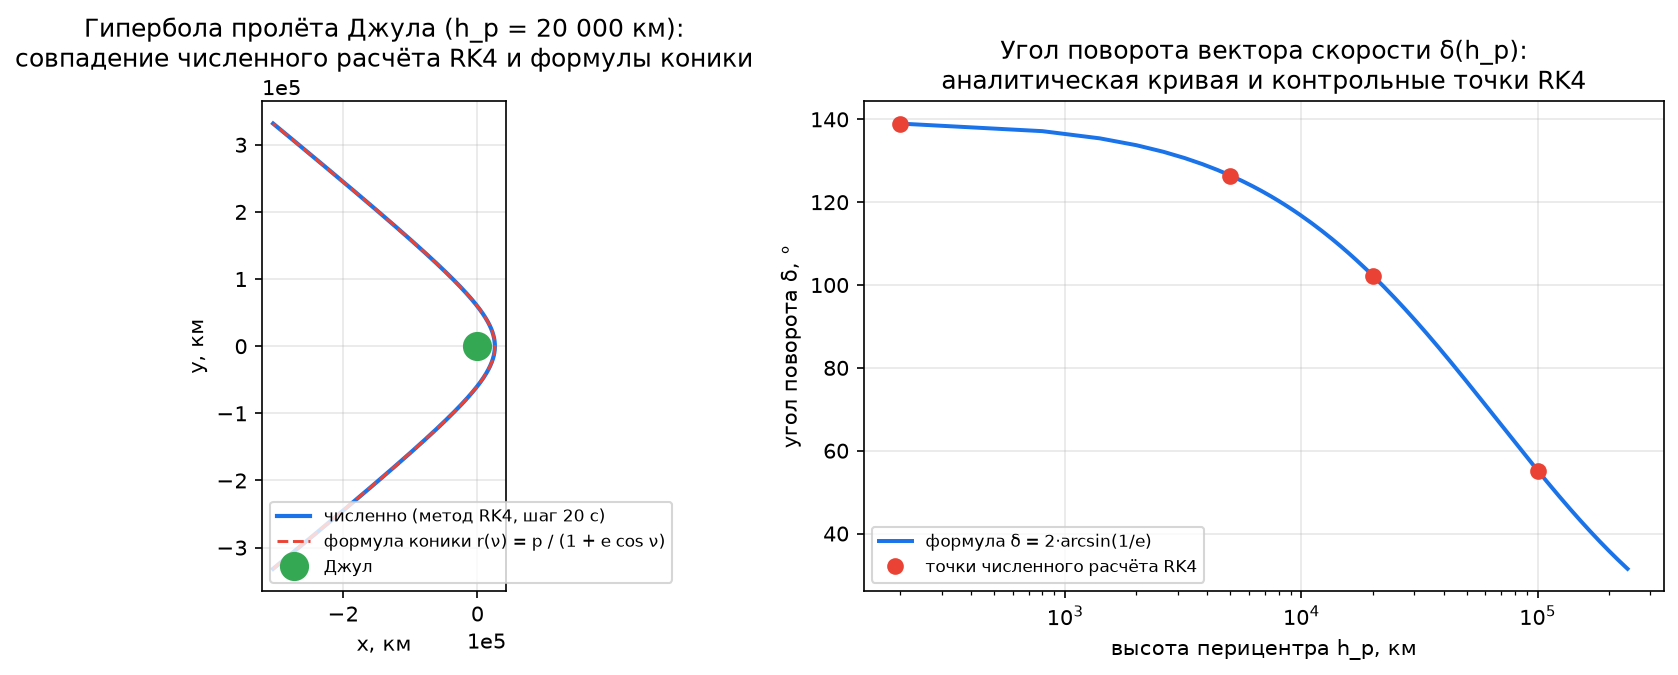 Гипербола пролёта Джула (h_p = 20 000 км):
совпадение численного расчёта RK4 и формулы коники
1e5
3
2
1
0
−1
−2
−3
y, км
численно (метод RK4, шаг 20 с)
формула коники r(ν) = p / (1 + e cos ν)
Джул
−2
0
1e5
x, км
Угол поворота вектора скорости δ(h_p):
аналитическая кривая и контрольные точки RK4
140
120
100
80
60
40
угол поворота δ, °
формула δ = 2·arcsin(1/e)
точки численного расчёта RK4
10³
10⁴
10⁵
высота перицентра h_p, км